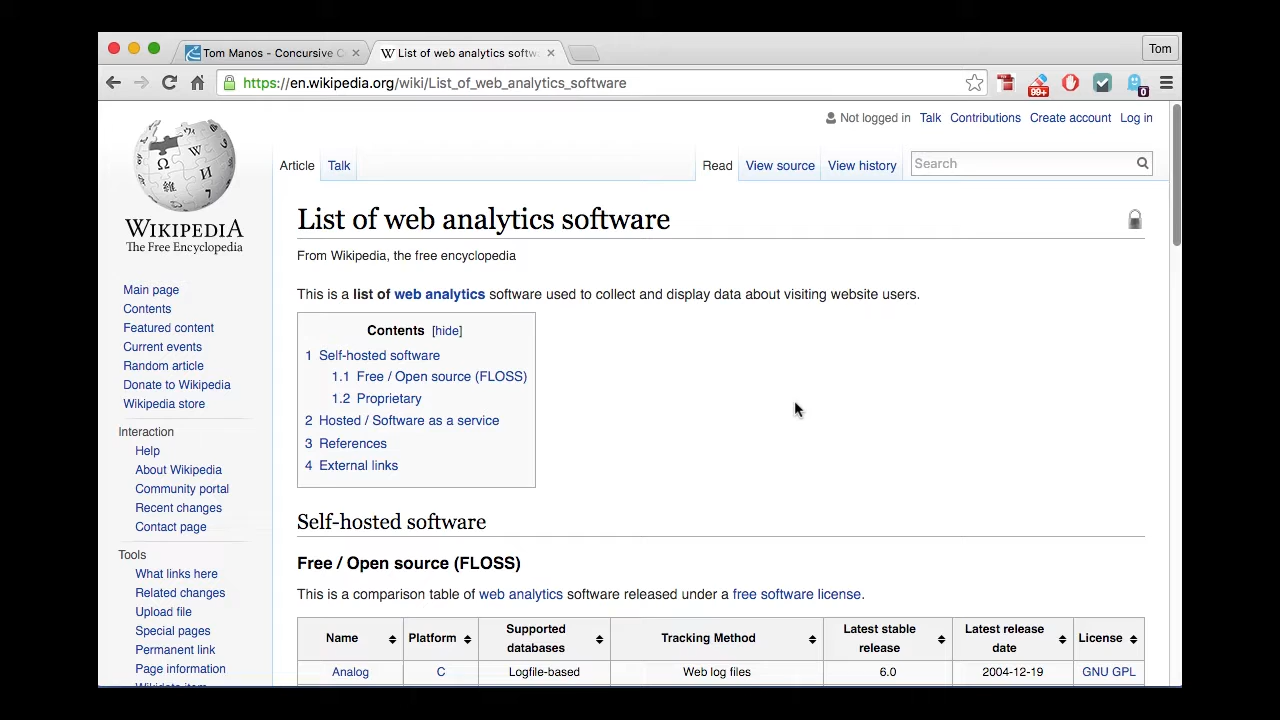 Tom Manos - Concursive C
List of web analytics softw
Tom
https://en.wikipedia.org/wiki/List_of_web_analytics_software
99+
0
Not logged in Talk Contributions Create account Log in
Article Talk Read View source View history Search
WIKIPEDIA
The Free Encyclopedia
Main page
Contents
Featured content
Current events
Random article
Donate to Wikipedia
Wikipedia store
Interaction
Help
About Wikipedia
Community portal
Recent changes
Contact page
Tools
What links here
Related changes
Upload file
Special pages
Permanent link
Page information
Wikidata item
List of web analytics software
From Wikipedia, the free encyclopedia
This is a list of web analytics software used to collect and display data about visiting website users.
Contents [hide]
1 Self-hosted software
1.1 Free / Open source (FLOSS)
1.2 Proprietary
2 Hosted / Software as a service
3 References
4 External links
Self-hosted software
Free / Open source (FLOSS)
This is a comparison table of web analytics software released under a free software license.
Name Platform Supported databases Tracking Method Latest stable release Latest release date License
Analog C Logfile-based Web log files 6.0 2004-12-19 GNU GPL